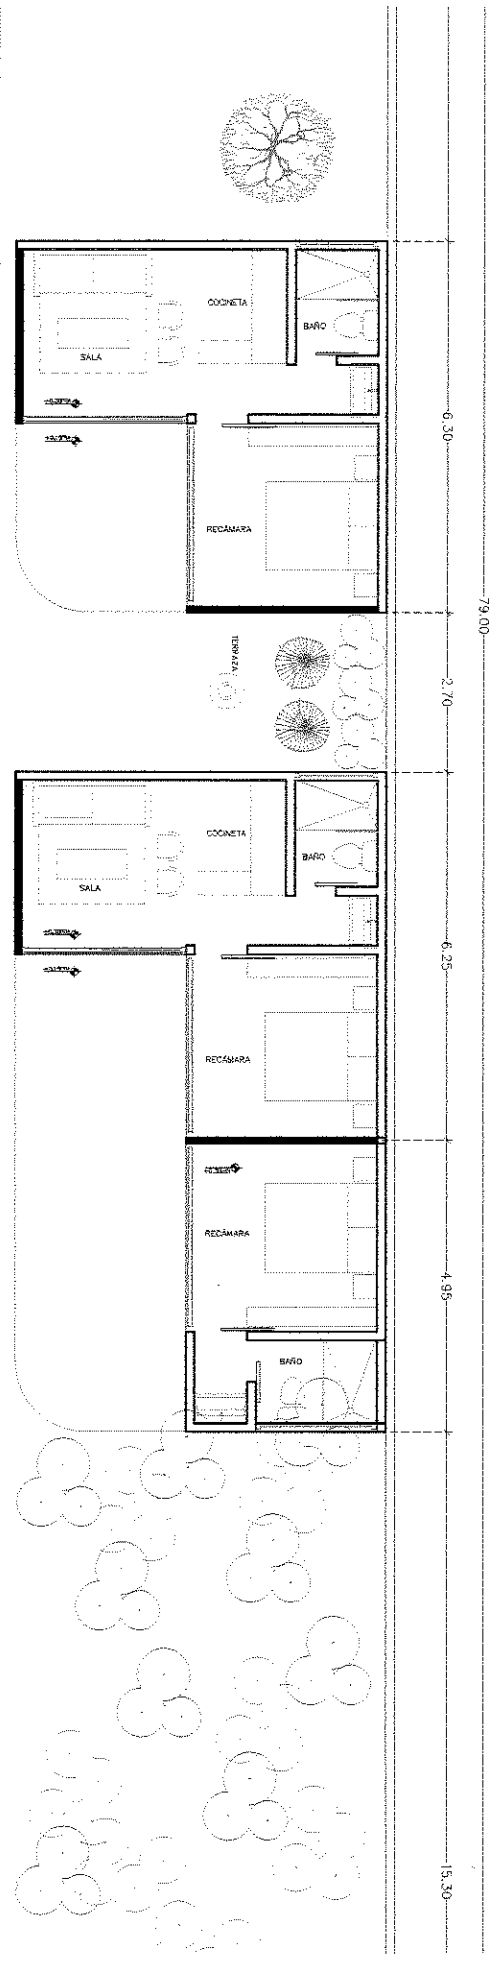 COCINETA
BAÑO
SALA
6.30
RECÁMARA
79.00
TERRAZA
2.70
COCINETA
BAÑO
SALA
6.25
RECÁMARA
RECÁMARA
4.95
BAÑO
15.30